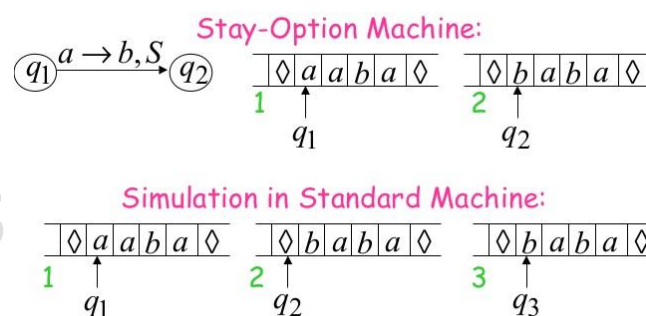 Stay-Option Machine:
q1 a → b, S q2
◊ a a b a ◊
1
q1
◊ b a b a ◊
2
q2
Simulation in Standard Machine:
◊ a a b a ◊
1
q1
◊ b a b a ◊
2
q2
◊ b a b a ◊
3
q3